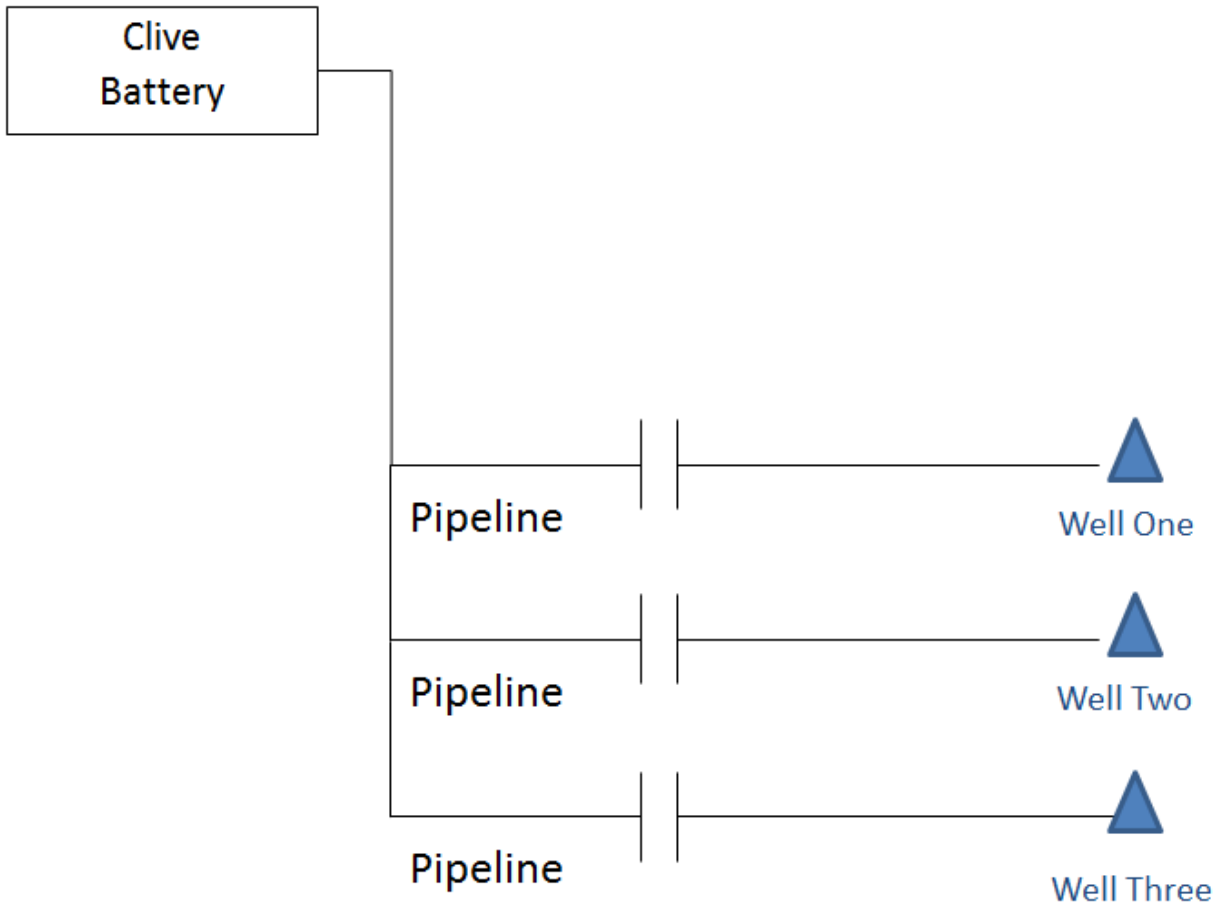 Clive
Battery
Pipeline
Well One
Pipeline
Well Two
Pipeline
Well Three